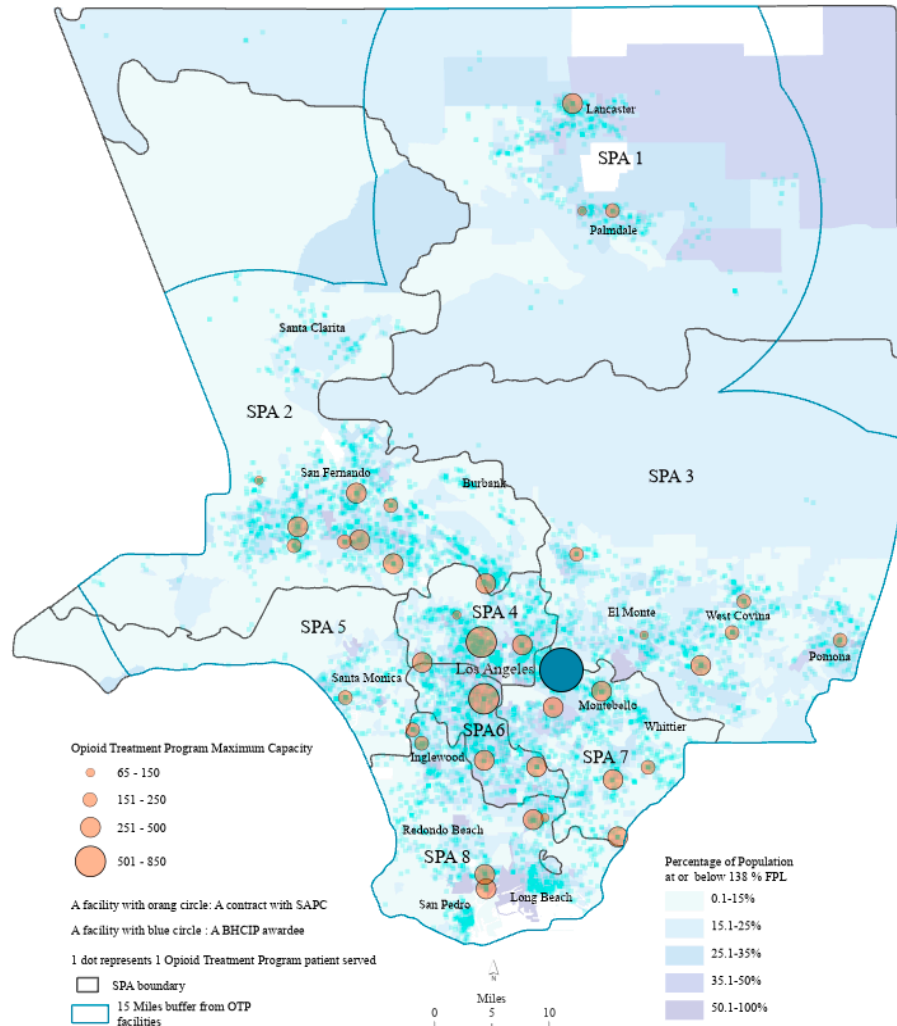 Lancaster
SPA 1
Palmdale
Santa Clarita
SPA 2
San Fernando
Burbank
SPA 3
SPA 4
El Monte
West Covina
SPA 5
Los Angeles
Pomona
Santa Monica
Montebello
Whittier
SPA6
Inglewood
SPA 7
Redondo Beach
SPA 8
Long Beach
San Pedro
Opioid Treatment Program Maximum Capacity
65 - 150
151 - 250
251 - 500
501 - 850
A facility with orang circle: A contract with SAPC
A facility with blue circle : A BHCIP awardee
1 dot represents 1 Opioid Treatment Program patient served
SPA boundary
15 Miles buffer from OTP
facilities
N
Miles
0 5 10
Percentage of Population
at or below 138 % FPL
0.1-15%
15.1-25%
25.1-35%
35.1-50%
50.1-100%